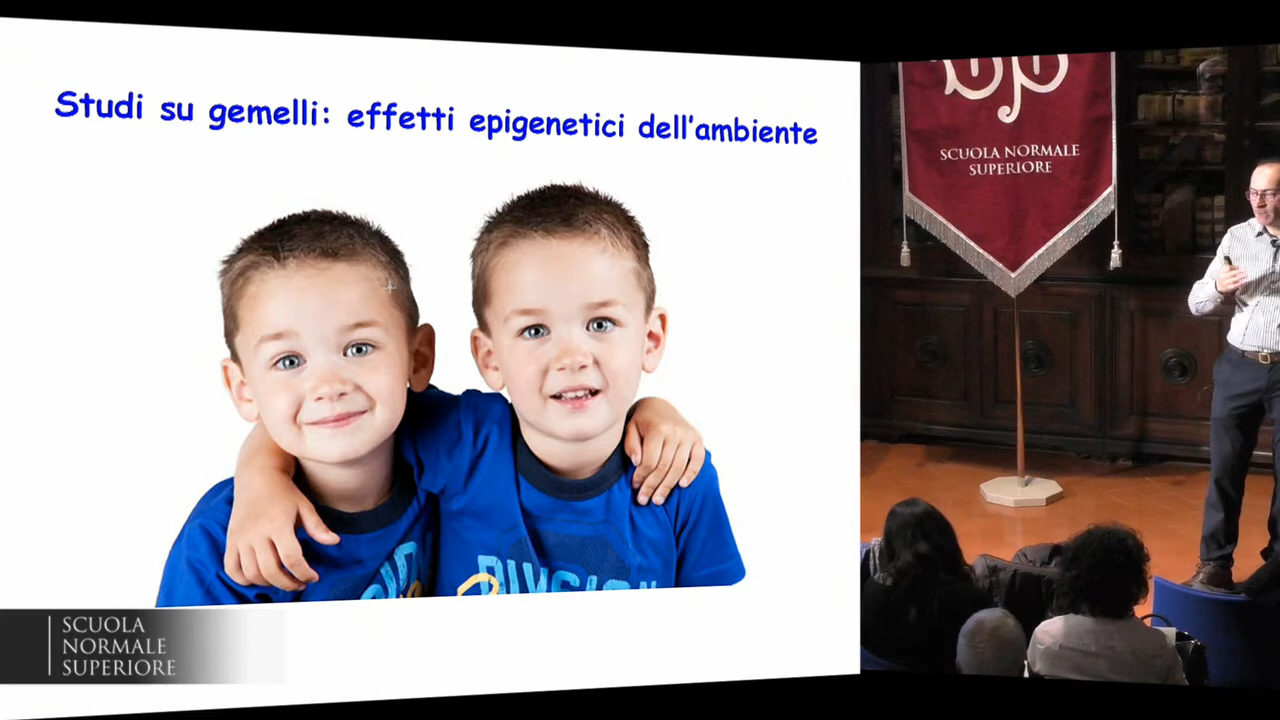 Studi su gemelli: effetti epigenetici dell'ambiente
SCUOLA NORMALE
SUPERIORE
SCUOLA
NORMALE
SUPERIORE